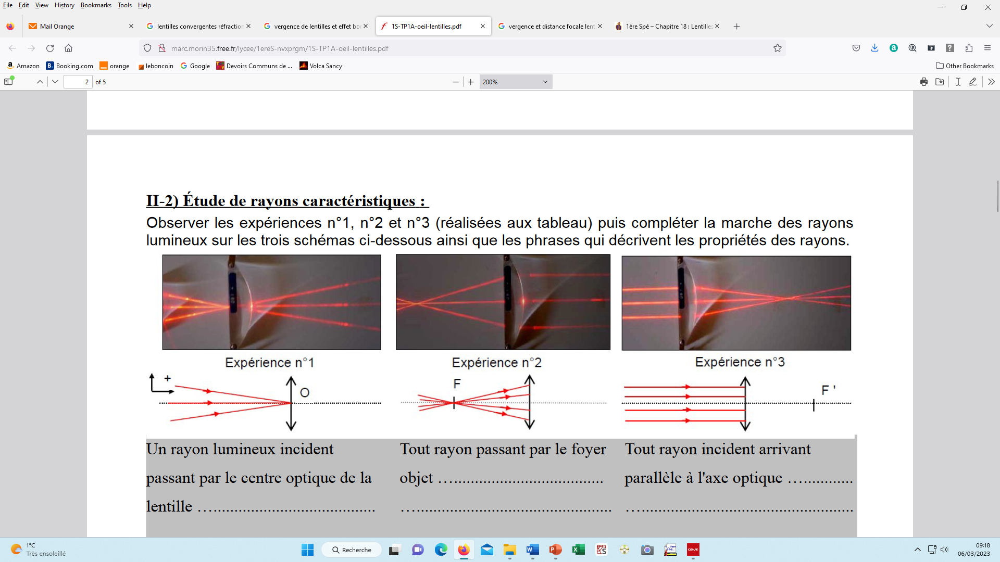 File Edit View History Bookmarks Tools Help
Mail Orange
lentilles convergentes réfraction
vergence de lentilles et effet bo
1S-TP1A-oeil-lentilles.pdf
vergence et distance focale lent
1ère Spé – Chapitre 18 : Lentilles
marc.morin35.free.fr/lycee/1ereS-nvxprgm/1S-TP1A-oeil-lentilles.pdf
Amazon Booking.com orange leboncoin Google Devoirs Communs de ... Volca Sancy Other Bookmarks
2 of 5 200%
II-2) Étude de rayons caractéristiques :
Observer les expériences n°1, n°2 et n°3 (réalisées aux tableau) puis compléter la marche des rayons
lumineux sur les trois schémas ci-dessous ainsi que les phrases qui décrivent les propriétés des rayons.
Expérience n°1
Expérience n°2
Expérience n°3
+
O
F
F '
Un rayon lumineux incident
passant par le centre optique de la
lentille ….......................................
Tout rayon passant par le foyer
objet ….....................................
…................................................
Tout rayon incident arrivant
parallèle à l'axe optique …............
…....................................................
1°C
Très ensoleillé
Recherche
09:18
06/03/2023